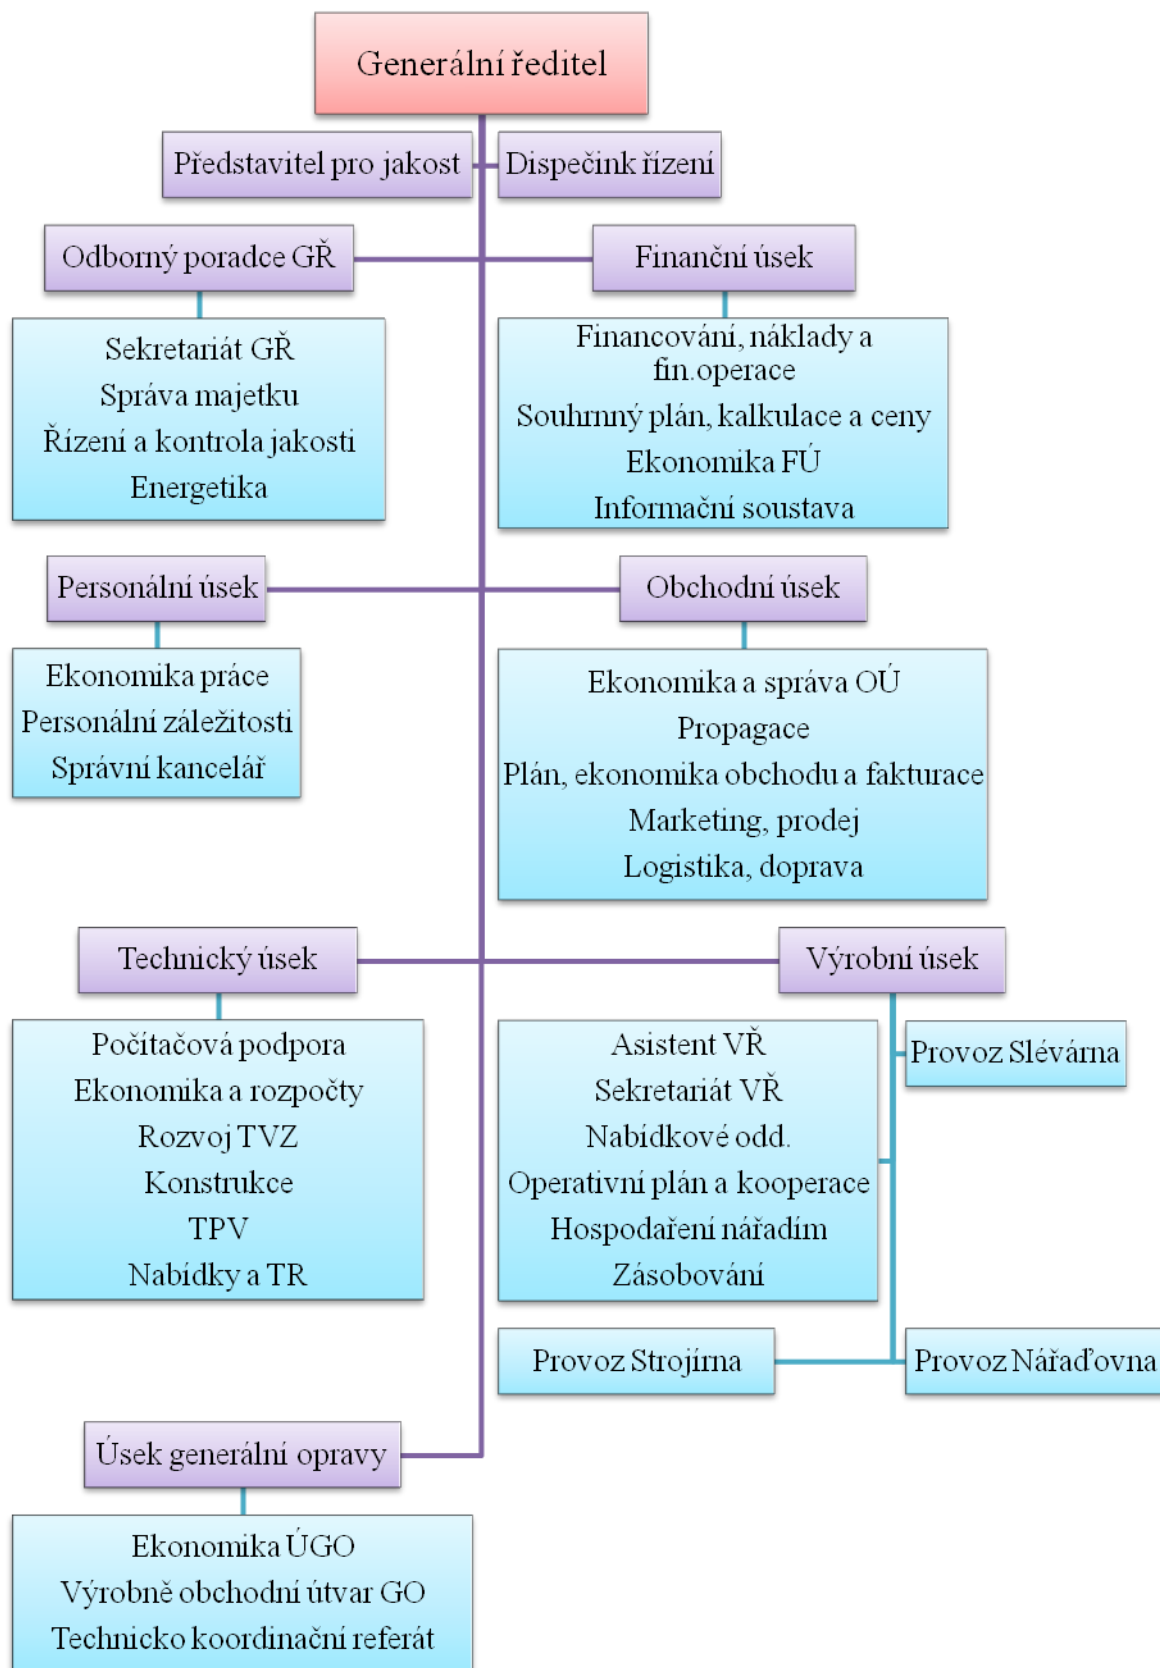 Generální ředitel
Představitel pro jakost
Dispečink řízení
Odborný poradce GŘ
Finanční úsek
Sekretariát GŘ
Správa majetku
Řízení a kontrola jakosti
Energetika
Financování, náklady a
fin.operace
Souhrnný plán, kalkulace a ceny
Ekonomika FÚ
Informační soustava
Personální úsek
Obchodní úsek
Ekonomika práce
Personální záležitosti
Správní kancelář
Ekonomika a správa OÚ
Propagace
Plán, ekonomika obchodu a fakturace
Marketing, prodej
Logistika, doprava
Technický úsek
Výrobní úsek
Počítačová podpora
Ekonomika a rozpočty
Rozvoj TVZ
Konstrukce
TPV
Nabídky a TR
Asistent VŘ
Sekretariát VŘ
Nabídkové odd.
Operativní plán a kooperace
Hospodaření nářadím
Zásobování
Provoz Slévárna
Provoz Strojírna
Provoz Nářaďovna
Úsek generální opravy
Ekonomika ÚGO
Výrobně obchodní útvar GO
Technicko koordinační referát